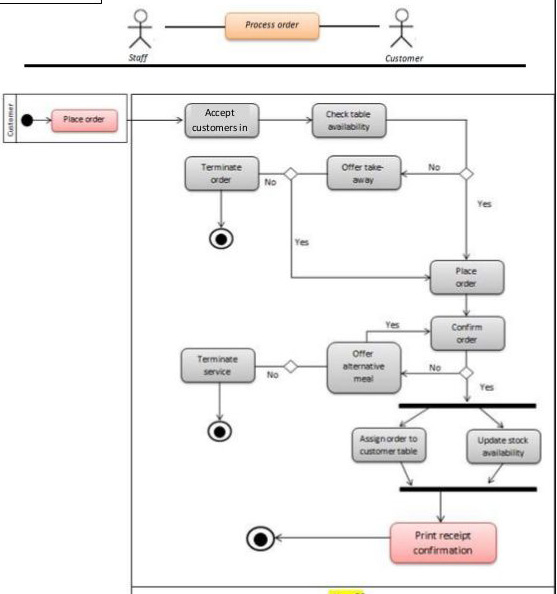 Process order
Staff
Customer
Customer
Place order
Accept
customers in
Check table
availability
Terminate
order
No
Offer take-
away
No
Yes
Yes
Place
order
Yes
Confirm
order
Terminate
service
No
Offer
alternative
meal
No
Yes
Assign order to
customer table
Update stock
availability
Print receipt
confirmation